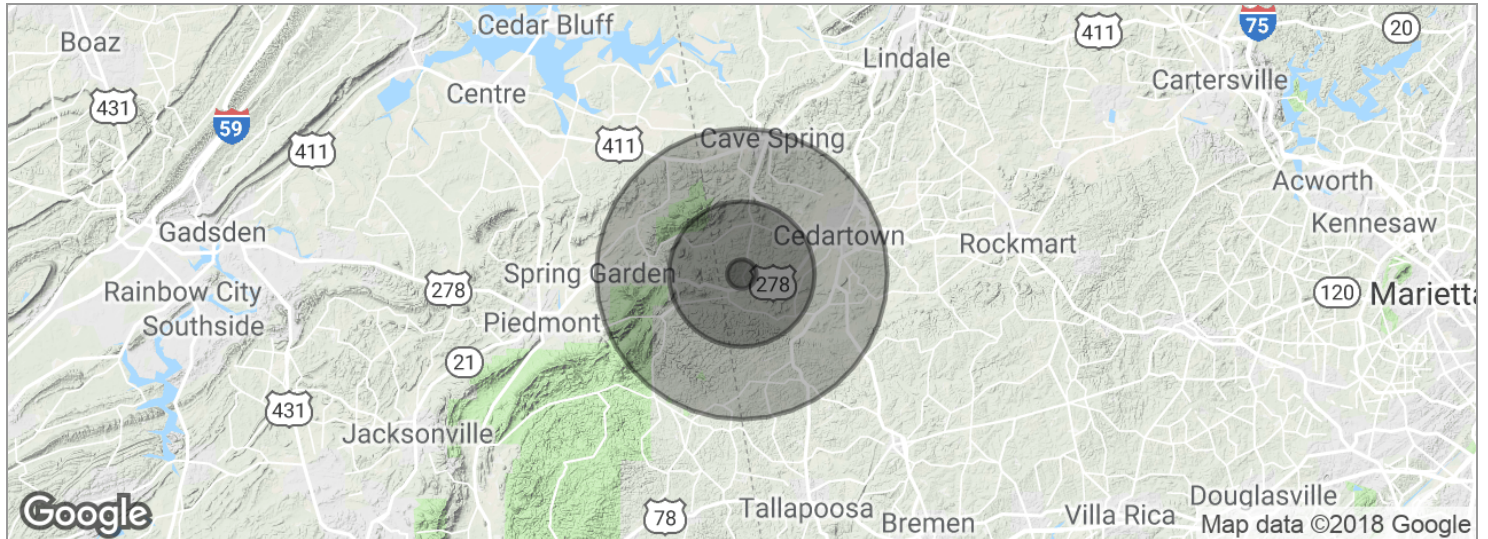 Cedar Bluff
75
20
Boaz
411
Lindale
Cartersville
Centre
431
59
411
411
Cave Spring
Acworth
Kennesaw
Gadsden
Cedartown
Rockmart
Spring Garden
278
278
Rainbow City
120
Marietta
Southside
Piedmont
21
431
Jacksonville
Tallapoosa
Douglasville
78
Bremen
Villa Rica
Google
Map data ©2018 Google